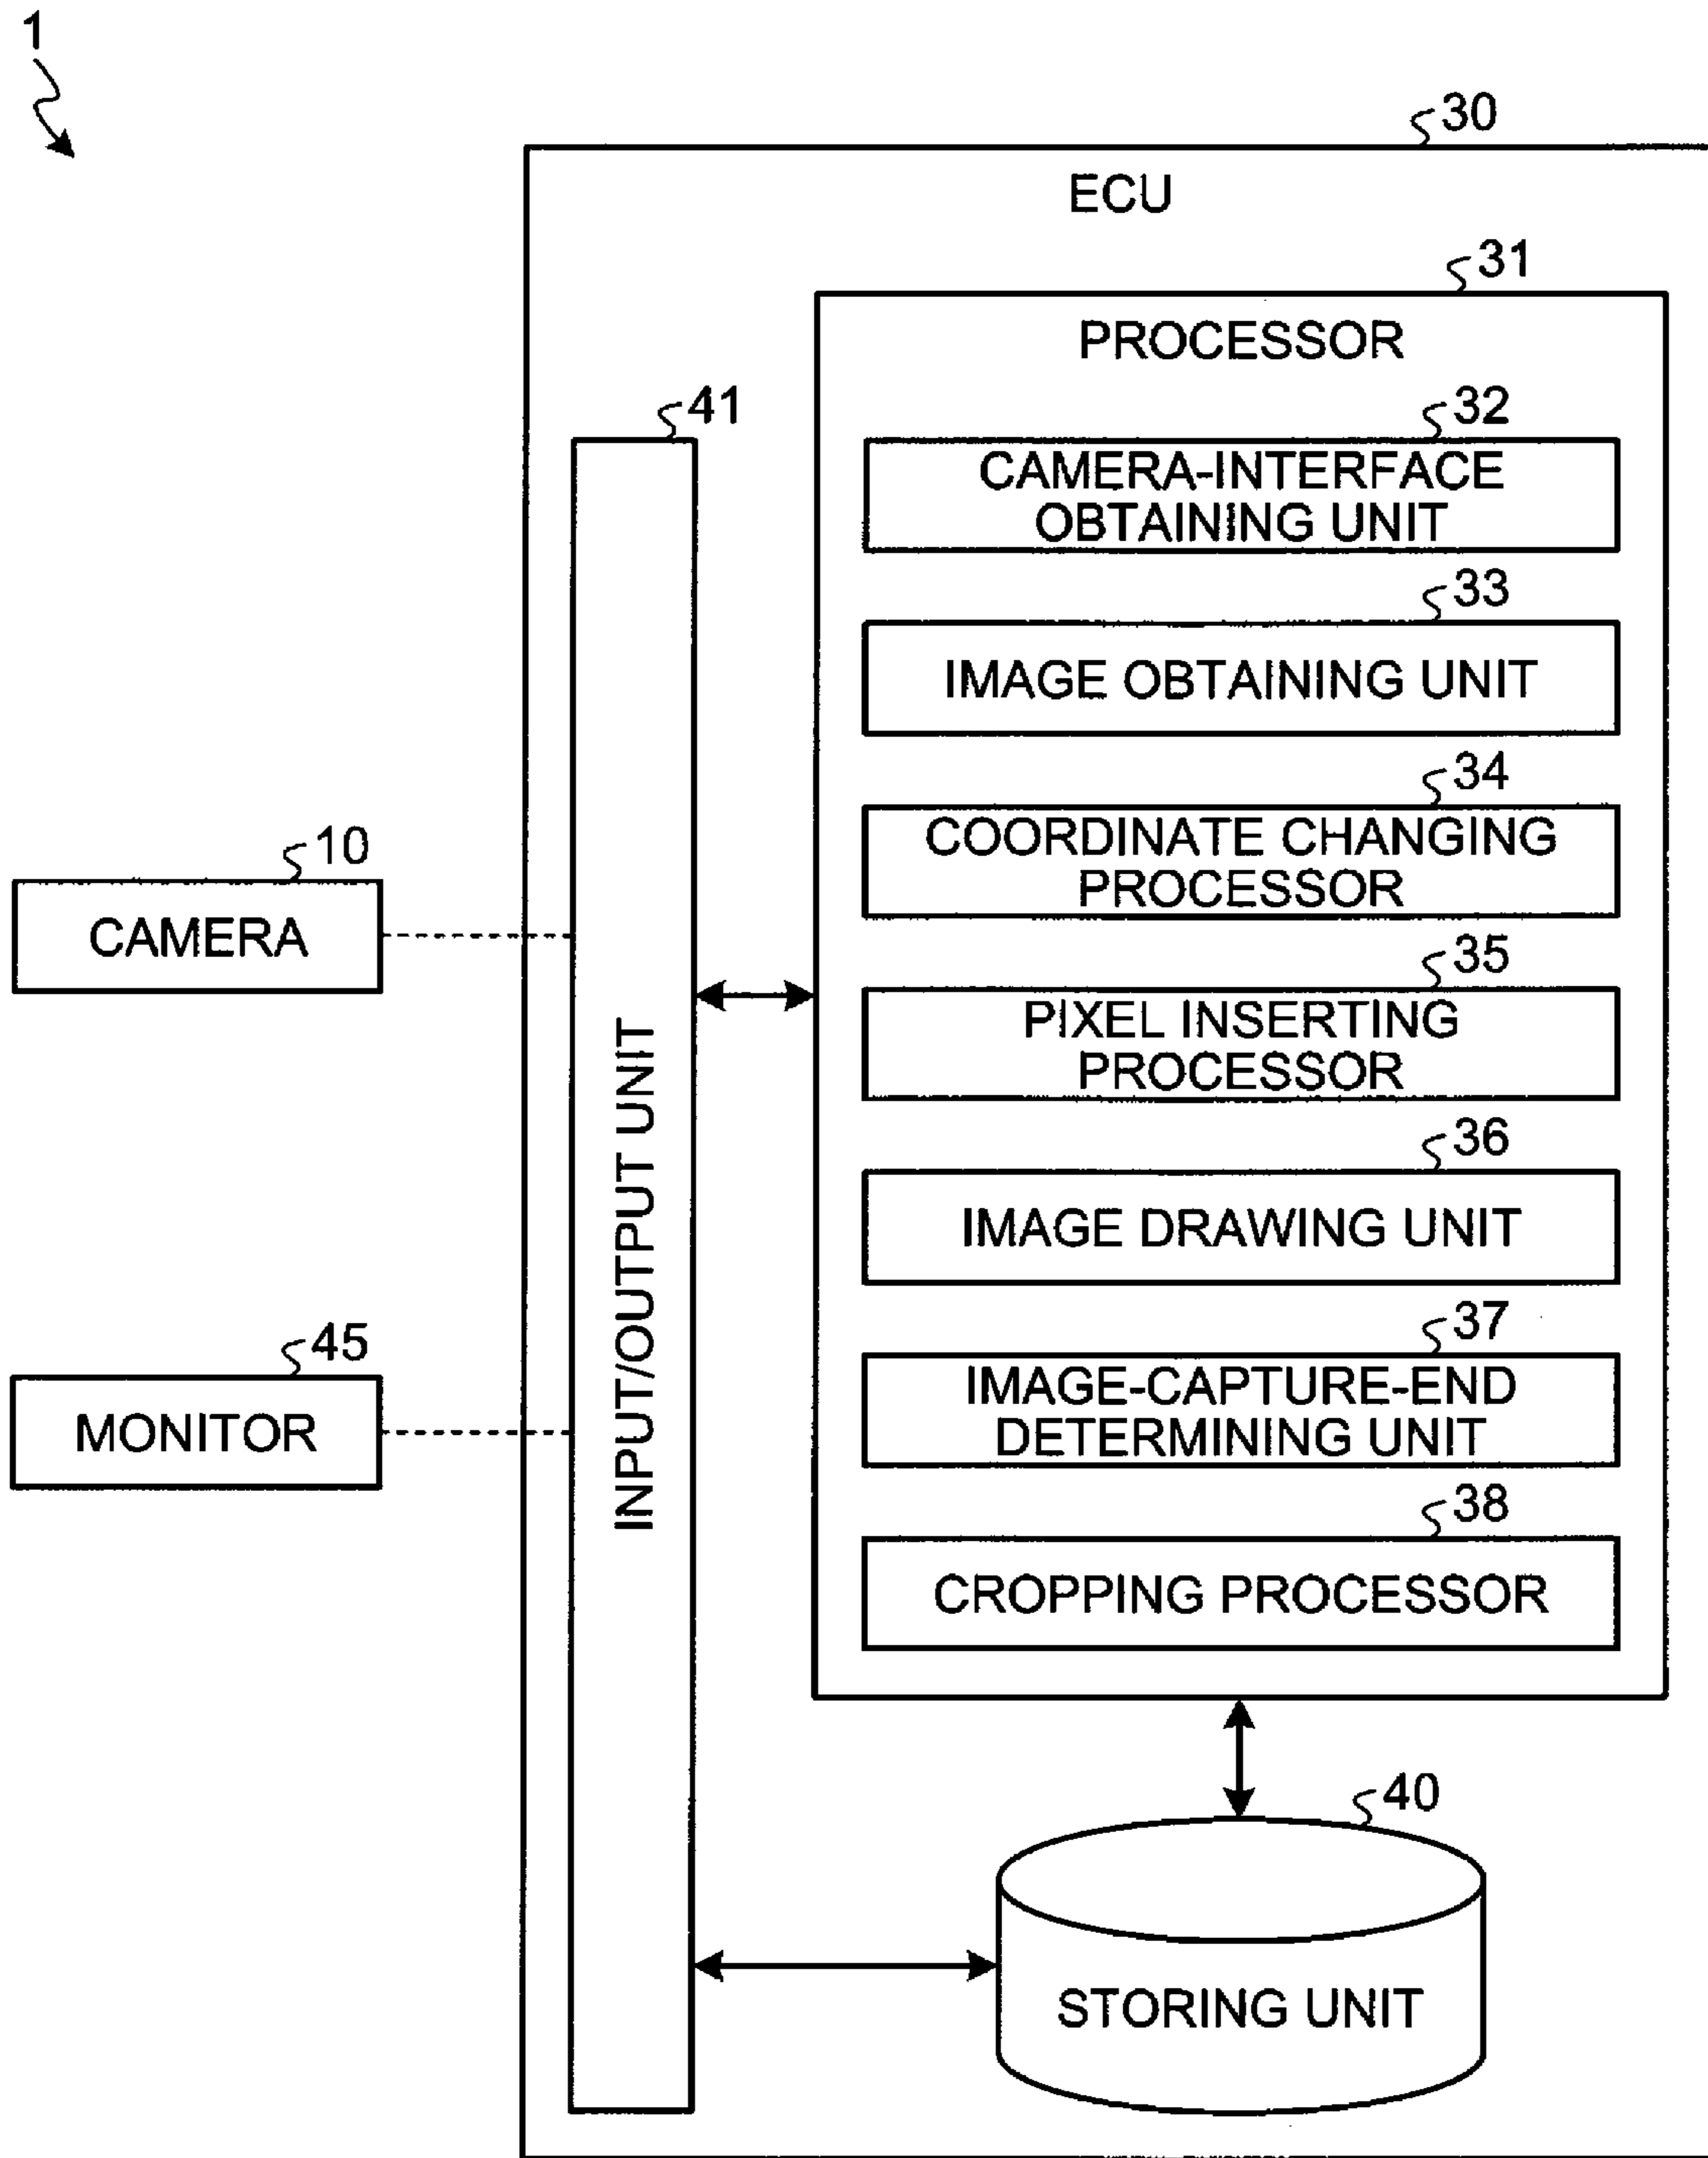 1
30
ECU
31
PROCESSOR
41
32
CAMERA-INTERFACE
OBTAINING UNIT
33
IMAGE OBTAINING UNIT
34
COORDINATE CHANGING
PROCESSOR
10
CAMERA
35
PIXEL INSERTING
PROCESSOR
INPUT/OUTPUT UNIT
36
IMAGE DRAWING UNIT
45
MONITOR
37
IMAGE-CAPTURE-END
DETERMINING UNIT
38
CROPPING PROCESSOR
40
STORING UNIT